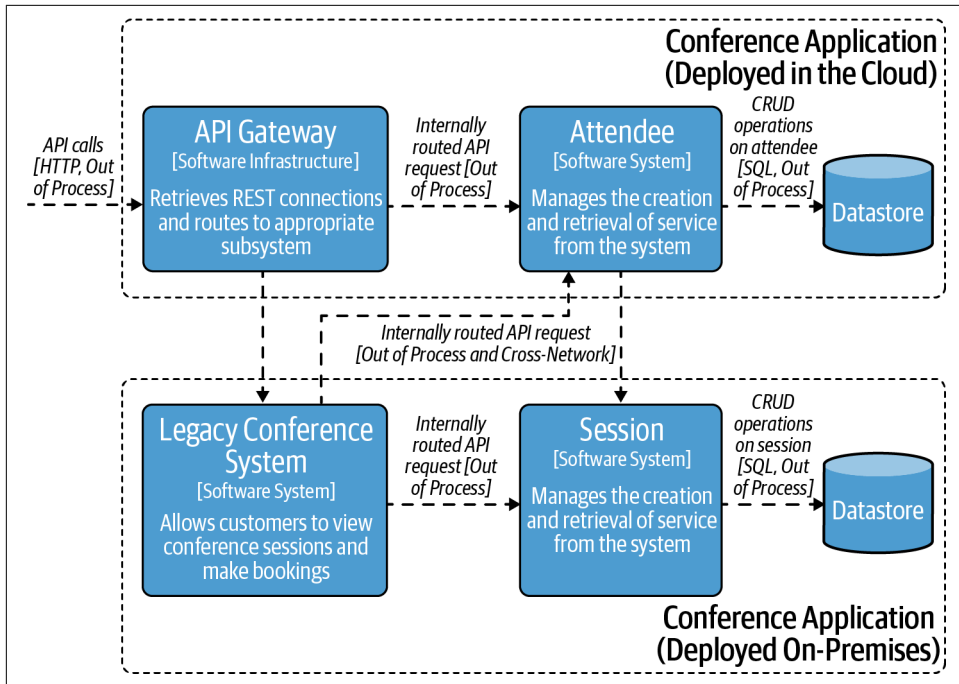 Conference Application
(Deployed in the Cloud)
API calls
[HTTP, Out
of Process]
API Gateway
[Software Infrastructure]
Retrieves REST connections
and routes to appropriate
subsystem
Internally
routed API
request [Out
of Process]
Attendee
[Software System]
Manages the creation
and retrieval of service
from the system
CRUD
operations
on attendee
[SQL, Out
of Process]
Datastore
Internally routed API request
[Out of Process and Cross-Network]
Legacy Conference
System
[Software System]
Allows customers to view
conference sessions and
make bookings
Internally
routed API
request [Out
of Process]
Session
[Software System]
Manages the creation
and retrieval of service
from the system
CRUD
operations
on session
[SQL, Out
of Process]
Datastore
Conference Application
(Deployed On-Premises)